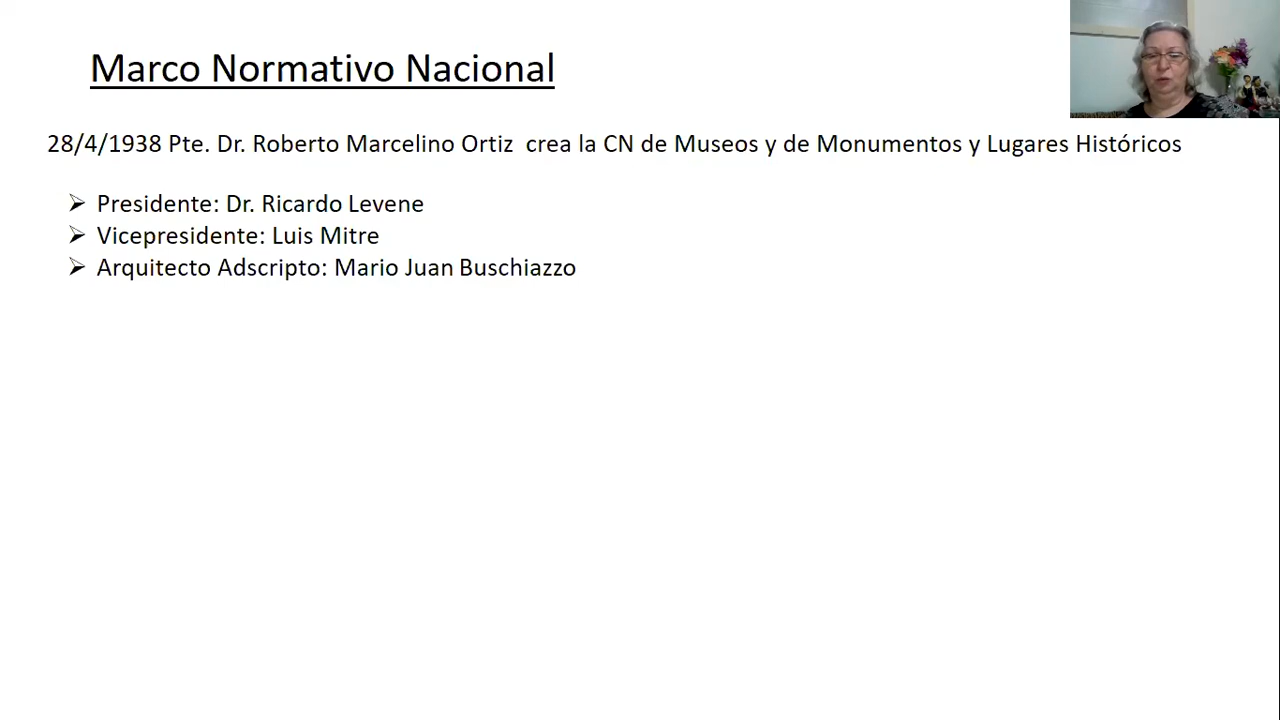 Marco Normativo Nacional
28/4/1938 Pte. Dr. Roberto Marcelino Ortiz crea la CN de Museos y de Monumentos y Lugares Históricos
➢ Presidente: Dr. Ricardo Levene
➢ Vicepresidente: Luis Mitre
➢ Arquitecto Adscripto: Mario Juan Buschiazzo